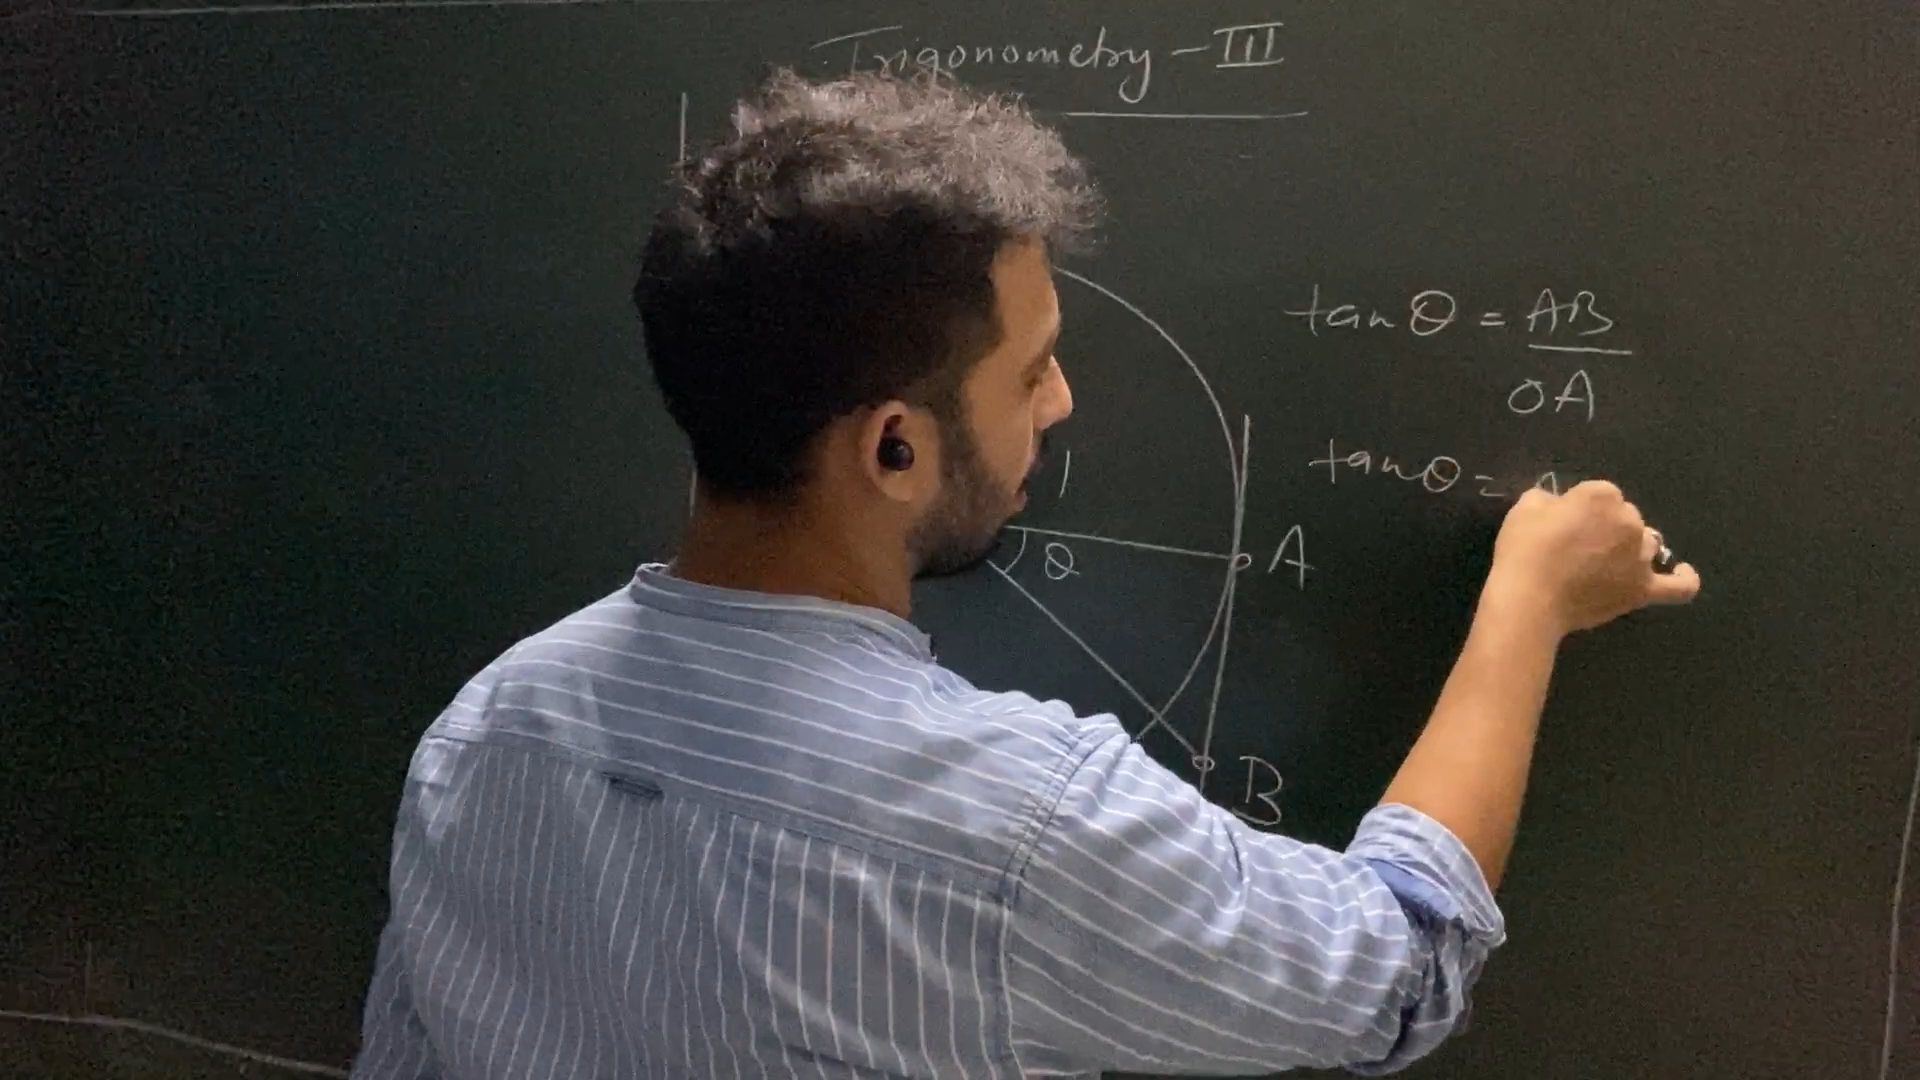 Trigonometry - III
tan θ = AB
OA
tan θ =
1
θ
A
B